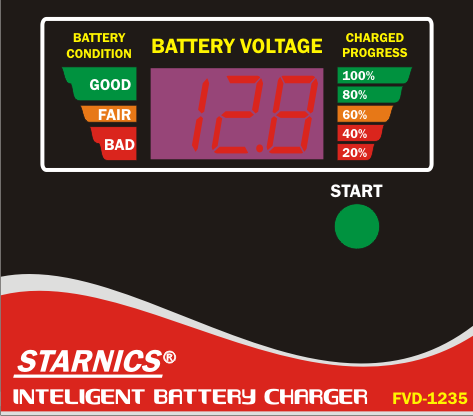 BATTERY CONDITION
BATTERY VOLTAGE
CHARGED PROGRESS
GOOD
FAIR
BAD
12.8
100%
80%
60%
40%
20%
START
STARNICS®
INTELIGENT BATTERY CHARGER
FVD-1235